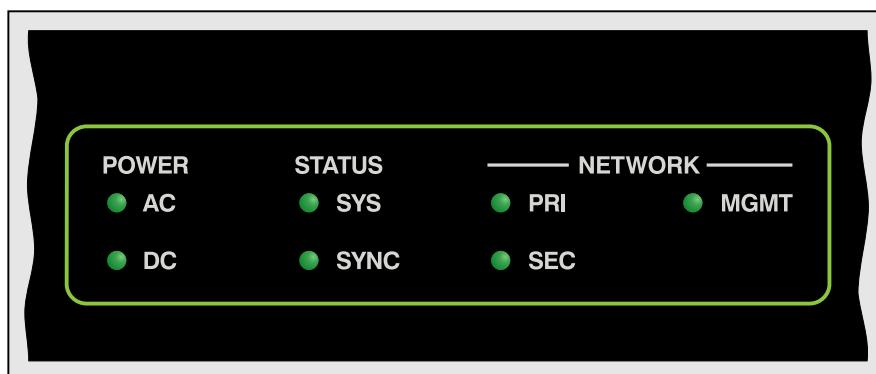 POWER STATUS NETWORK
AC SYS PRI MGMT
DC SYNC SEC